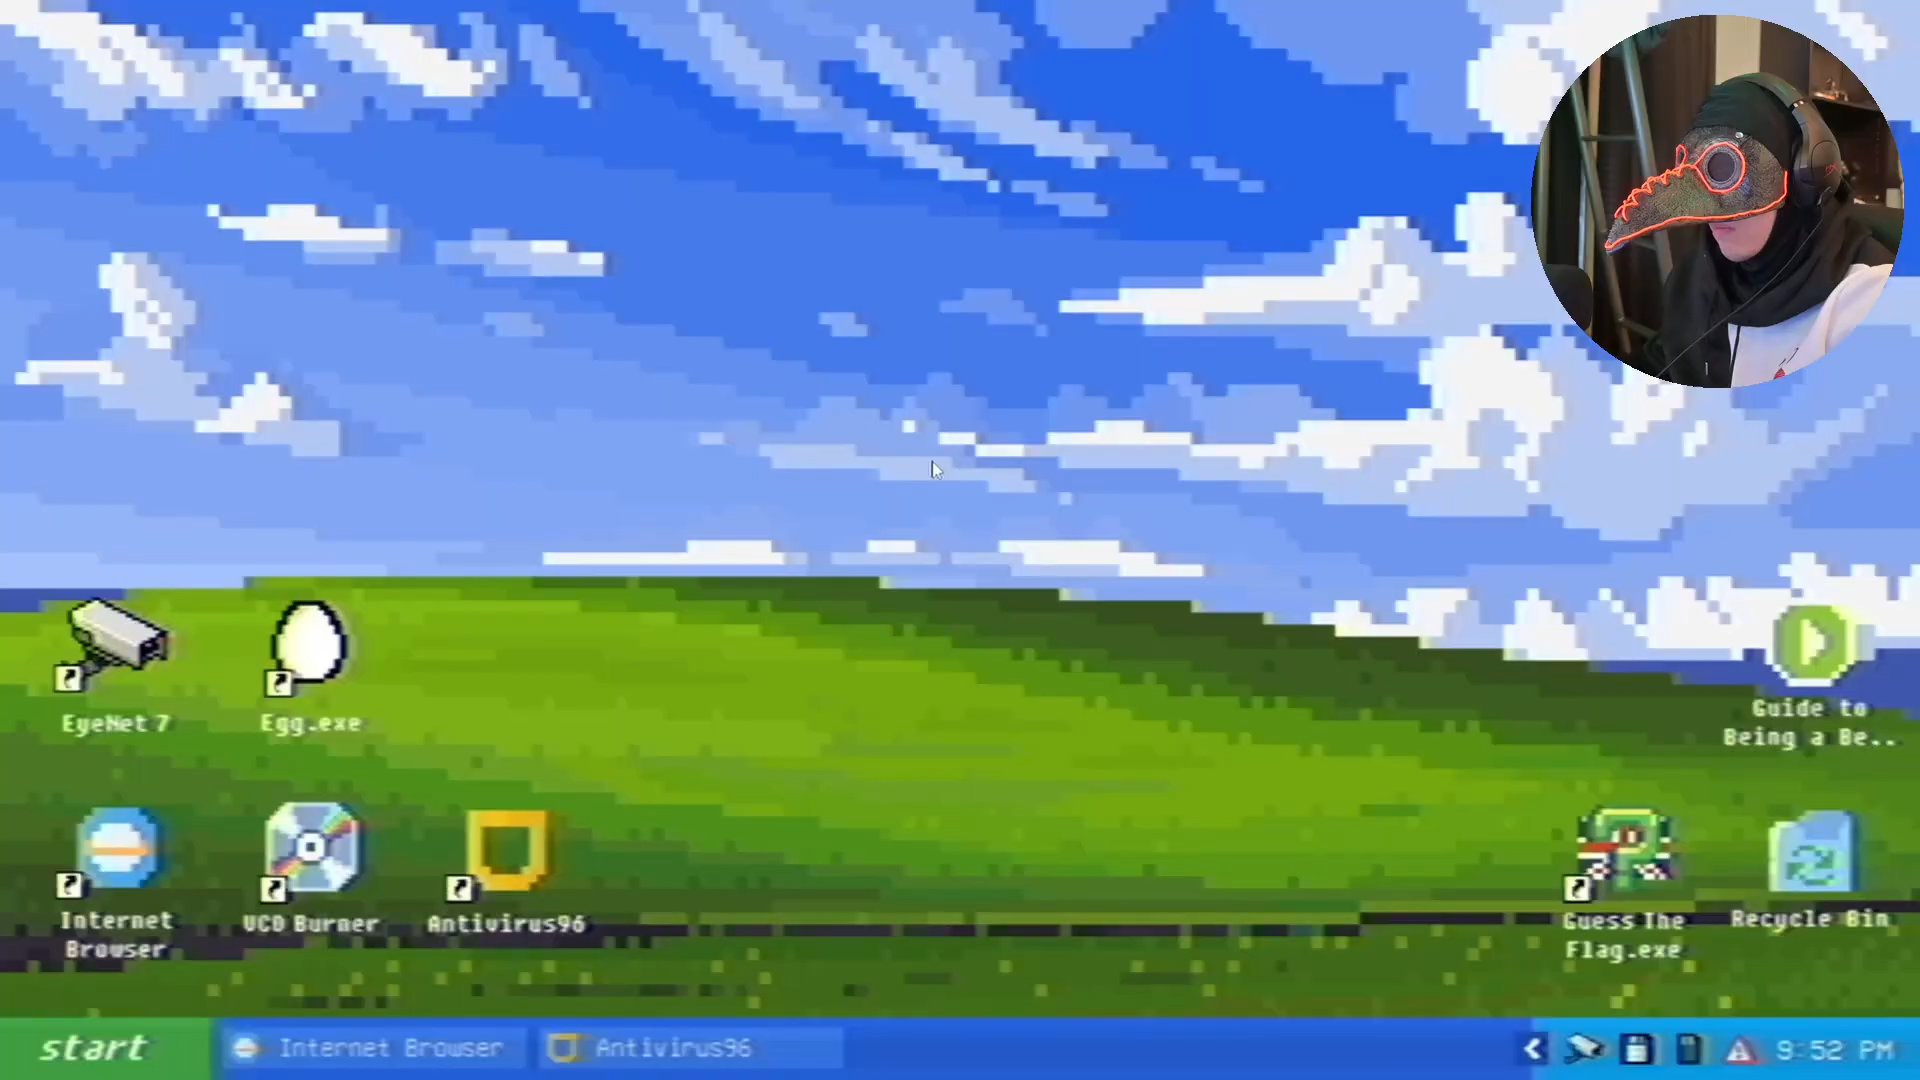 EyeNet 7
Egg.exe
Guide to
Being a Be..
Internet
Browser
VCD Burner
Antivirus96
Guess The
Flag.exe
Recycle Bin
start
Internet Browser
Antivirus96
9:52 PM